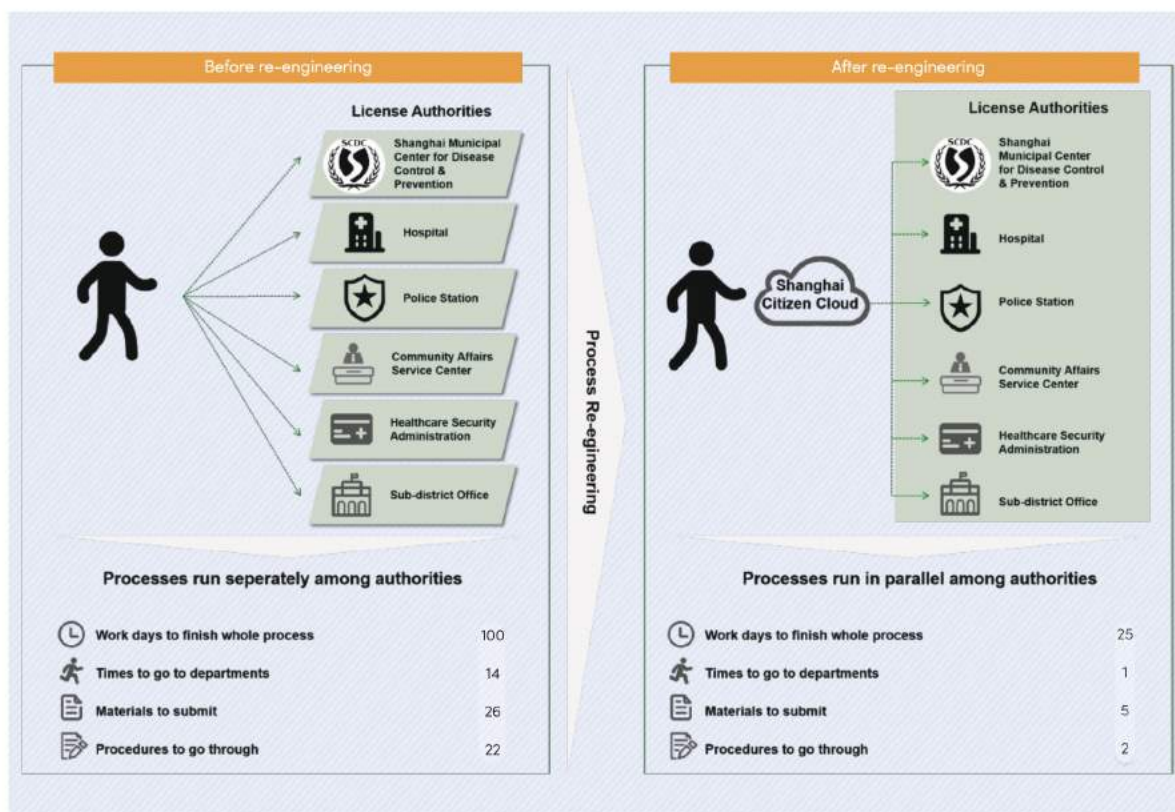 Before re-engineering
License Authorities
SCDC
Shanghai Municipal
Center for Disease
Control &
Prevention
Hospital
Police Station
Community Affairs
Service Center
Healthcare Security
Administration
Sub-district Office
Processes run seperately among authorities
Work days to finish whole process 100
Times to go to departments 14
Materials to submit 26
Procedures to go through 22
Process Re-egineering
After re-engineering
License Authorities
SCDC
Shanghai
Municipal Center
for Disease Control
& Prevention
Hospital
Shanghai
Citizen Cloud
Police Station
Community Affairs
Service Center
Healthcare Security
Administration
Sub-district Office
Processes run in parallel among authorities
Work days to finish whole process 25
Times to go to departments 1
Materials to submit 5
Procedures to go through 2